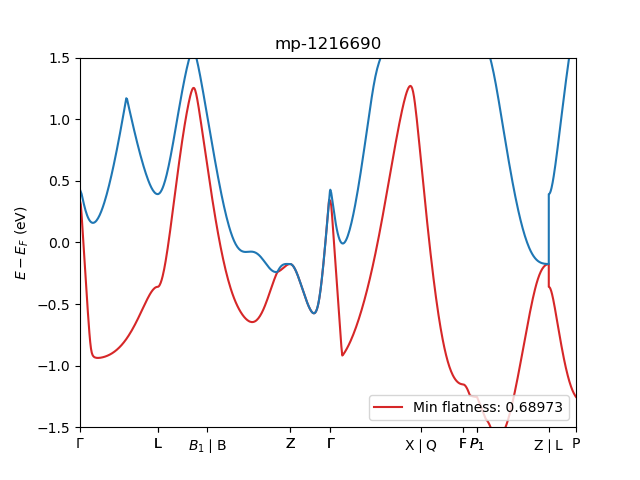 mp-1216690
E − E_F (eV)
1.5
1.0
0.5
0.0
−0.5
−1.0
−1.5
Min flatness: 0.68973
Γ L B₁ | B Z Γ X | Q F P₁ Z | L P